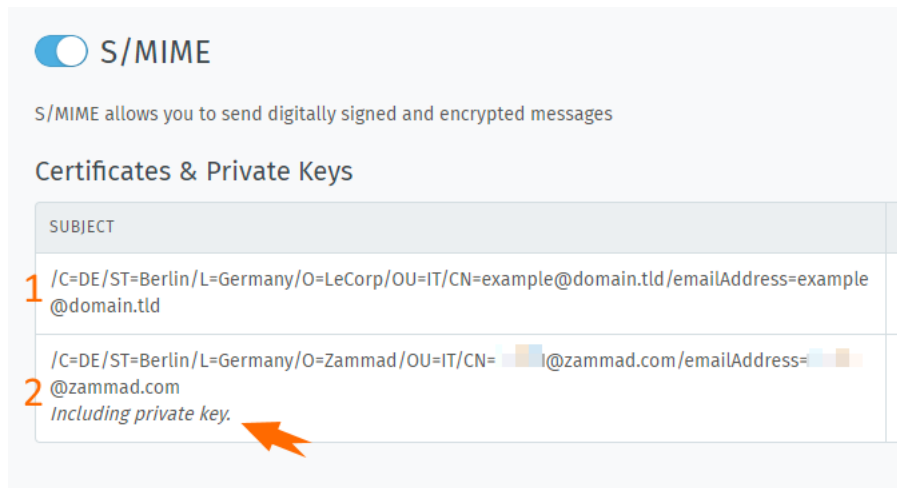 S/MIME
S/MIME allows you to send digitally signed and encrypted messages
Certificates & Private Keys
SUBJECT
1
/C=DE/ST=Berlin/L=Germany/O=LeCorp/OU=IT/CN=example@domain.tld/emailAddress=example
@domain.tld
/C=DE/ST=Berlin/L=Germany/O=Zammad/OU=IT/CN= @zammad.com/emailAddress=
2
@zammad.com
Including private key.